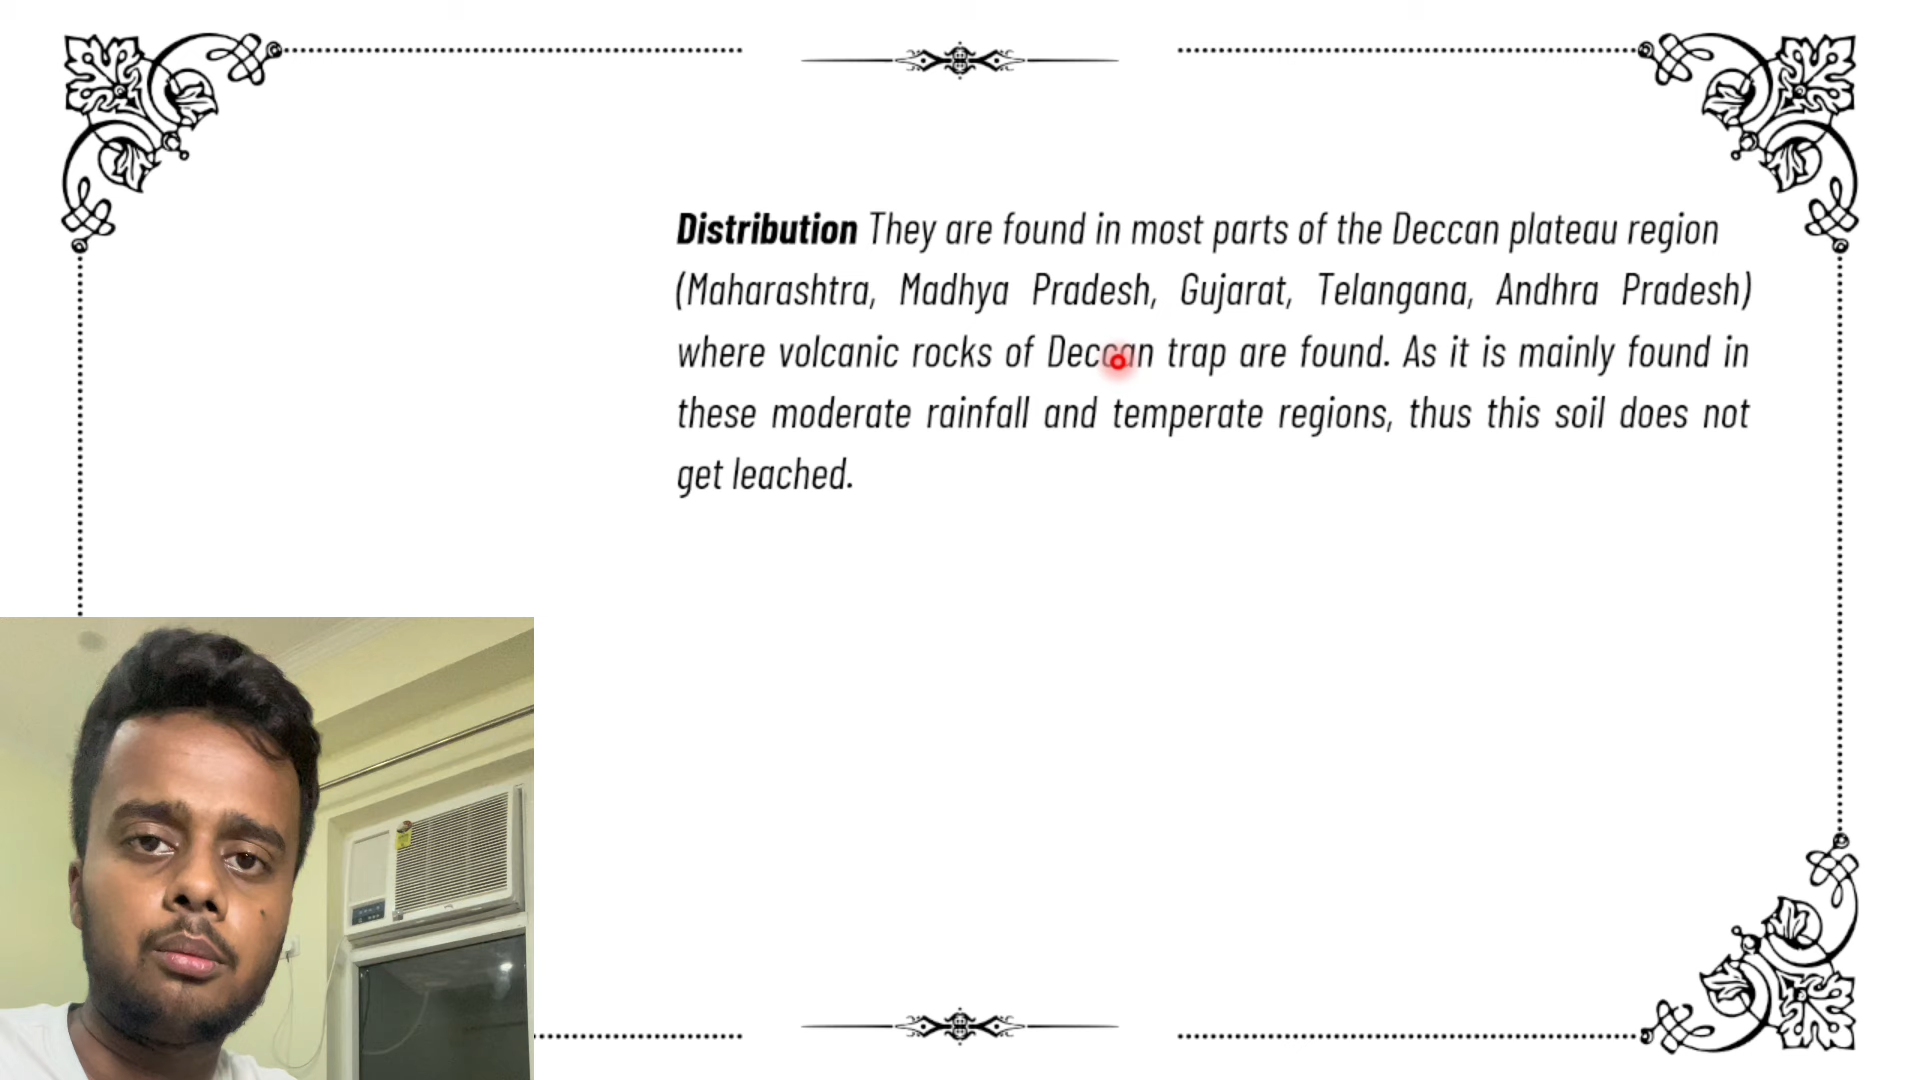 Distribution They are found in most parts of the Deccan plateau region
(Maharashtra, Madhya Pradesh, Gujarat, Telangana, Andhra Pradesh)
where volcanic rocks of Deccan trap are found. As it is mainly found in
these moderate rainfall and temperate regions, thus this soil does not
get leached.